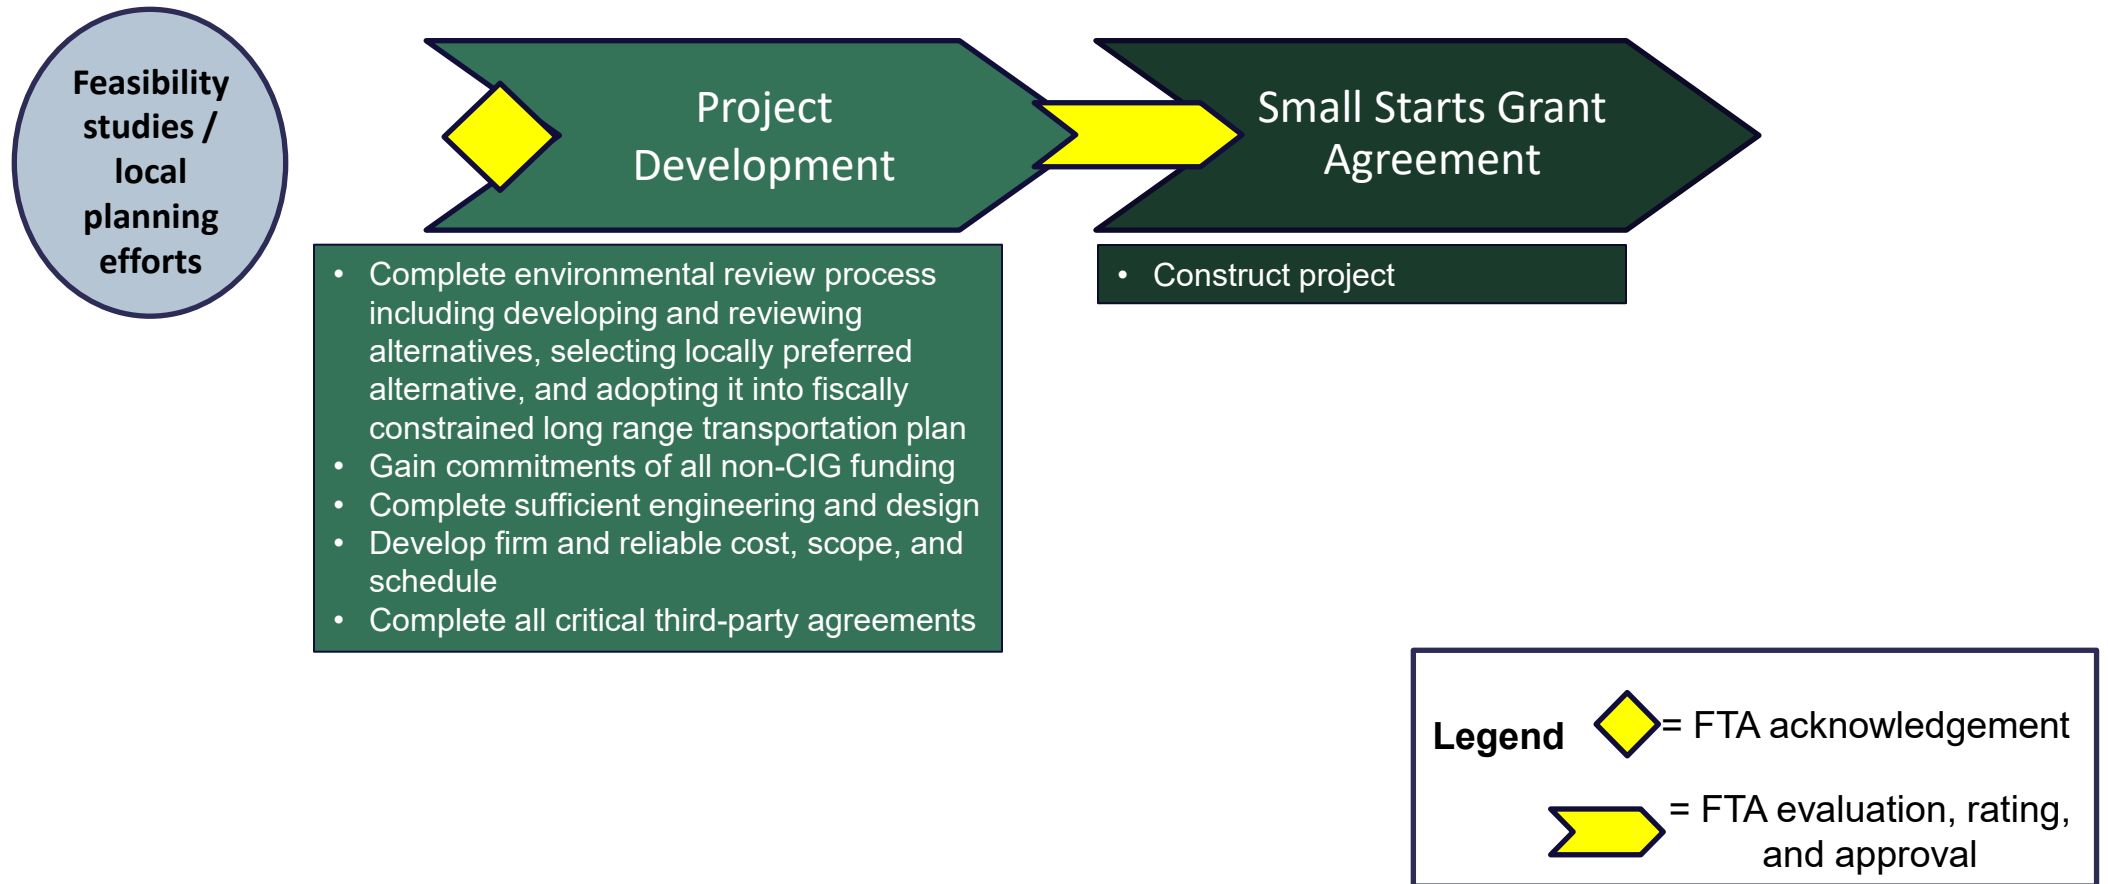 Feasibility
studies /
local
planning
efforts
Project
Development
Small Starts Grant
Agreement
• Complete environmental review process
including developing and reviewing
alternatives, selecting locally preferred
alternative, and adopting it into fiscally
constrained long range transportation plan
• Gain commitments of all non-CIG funding
• Complete sufficient engineering and design
• Develop firm and reliable cost, scope, and
schedule
• Complete all critical third-party agreements
• Construct project
Legend
= FTA acknowledgement
= FTA evaluation, rating,
and approval